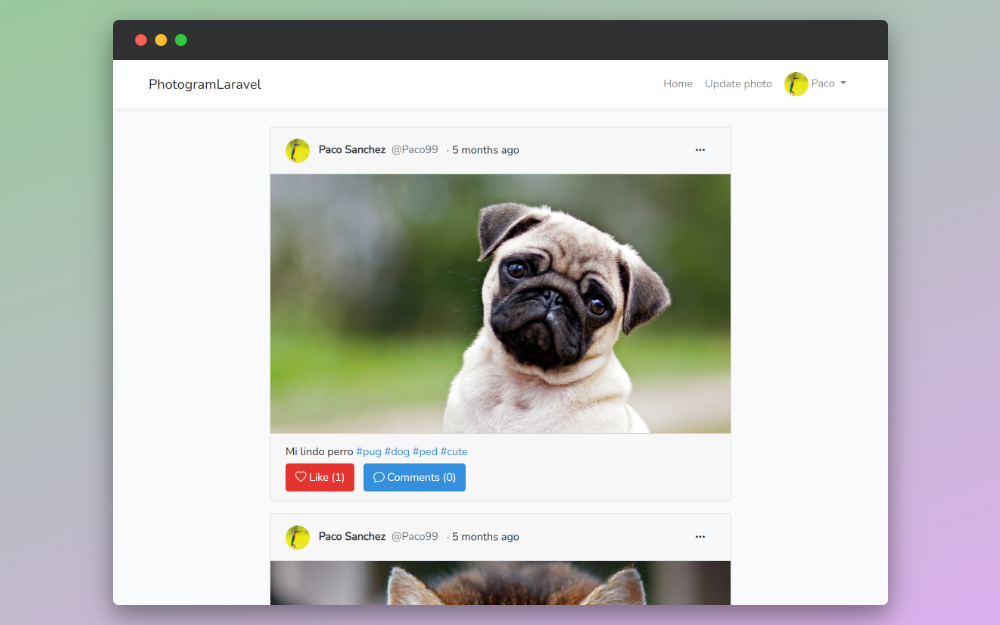 PhotogramLaravel
Home Update photo Paco
Paco Sanchez @Paco99 · 5 months ago
...
Mi lindo perro #pug #dog #ped #cute
Like (1) Comments (0)
Paco Sanchez @Paco99 · 5 months ago
...